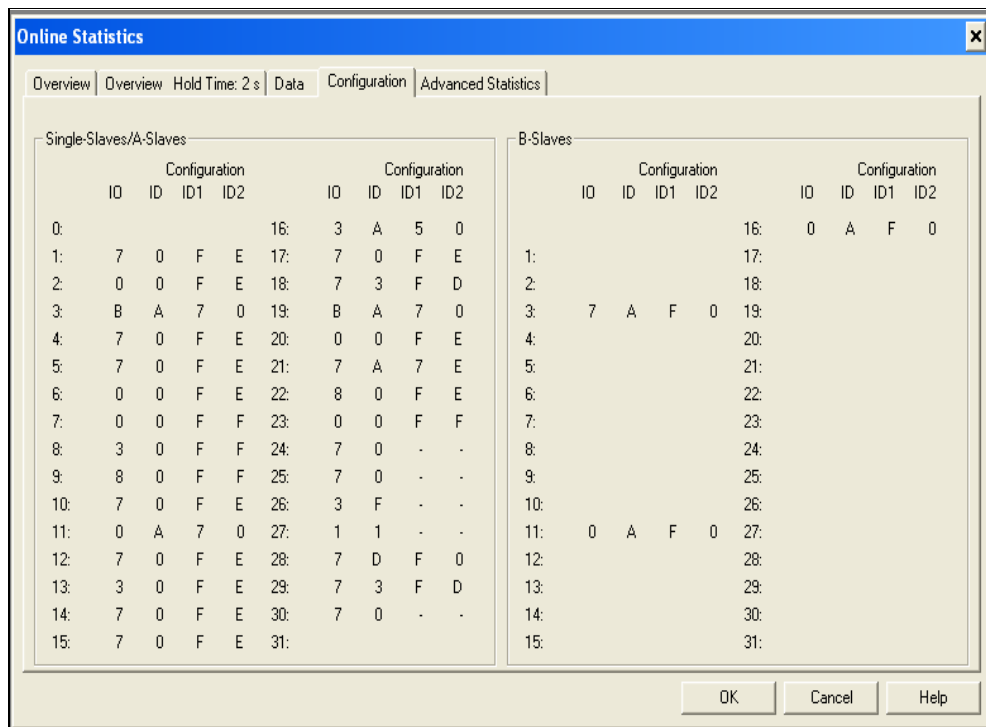 Online Statistics
Overview Overview Hold Time: 2 s Data Configuration Advanced Statistics
Single-Slaves/A-Slaves B-Slaves
Configuration Configuration Configuration Configuration
IO ID ID1 ID2 IO ID ID1 ID2 IO ID ID1 ID2 IO ID ID1 ID2
0: 16: 3 A 5 0 16: 0 A F 0
1: 7 0 F E 17: 7 0 F E 1: 17:
2: 0 0 F E 18: 7 3 F D 2: 18:
3: B A 7 0 19: B A 7 0 3: 7 A F 0 19:
4: 7 0 F E 20: 0 0 F E 4: 20:
5: 7 0 F E 21: 7 A 7 E 5: 21:
6: 0 0 F E 22: 8 0 F E 6: 22:
7: 0 0 F F 23: 0 0 F F 7: 23:
8: 3 0 F F 24: 7 0 - - 8: 24:
9: 8 0 F F 25: 7 0 - - 9: 25:
10: 7 0 F E 26: 3 F - - 10: 26:
11: 0 A 7 0 27: 1 1 - - 11: 0 A F 0 27:
12: 7 0 F E 28: 7 D F 0 12: 28:
13: 3 0 F E 29: 7 3 F D 13: 29:
14: 7 0 F E 30: 7 0 - - 14: 30:
15: 7 0 F E 31: 15: 31:
OK Cancel Help